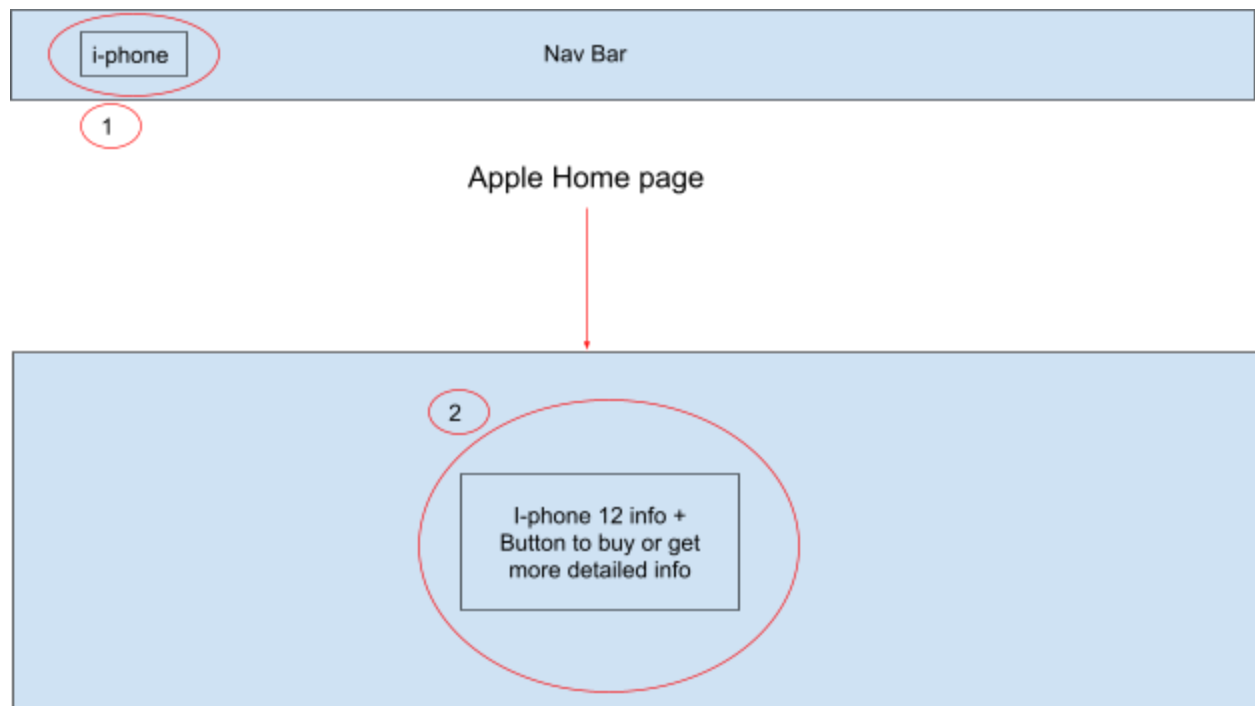 i-phone
Nav Bar
1
Apple Home page
2
I-phone 12 info +
Button to buy or get
more detailed info